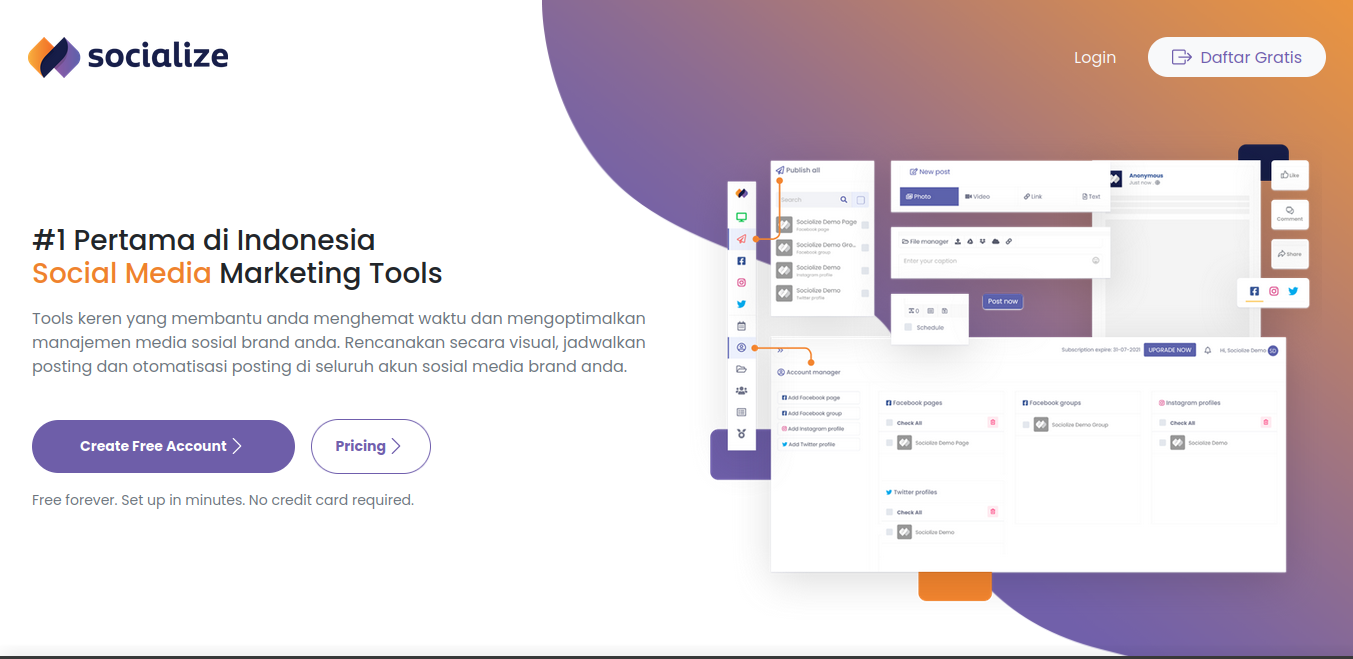 socialize
Login
Daftar Gratis
#1 Pertama di Indonesia
Social Media Marketing Tools
Tools keren yang membantu anda menghemat waktu dan mengoptimalkan
manajemen media sosial brand anda. Rencanakan secara visual, jadwalkan
posting dan otomatisasi posting di seluruh akun sosial media brand anda.
Create Free Account
Pricing
Free forever. Set up in minutes. No credit card required.
Publish all
Search
Socialize Demo Page
Facebook page
Socialize Demo Gro...
Facebook group
Socialize Demo
Instagram profile
Socialize Demo
Twitter profile
New post
Photo
Video
Link
Text
File manager
Enter your caption
0
Schedule
Post now
Anonymous
Just now
Like
Comment
Share
Subscription expire: 31-07-2021
UPGRADE NOW
Hi, Socialize Demo
SD
Account manager
Add Facebook page
Add Facebook group
Add Instagram profile
Add Twitter profile
Facebook pages
Check All
Socialize Demo Page
Facebook groups
Socialize Demo Group
Instagram profiles
Check All
Socialize Demo
Twitter profiles
Check All
Socialize Demo